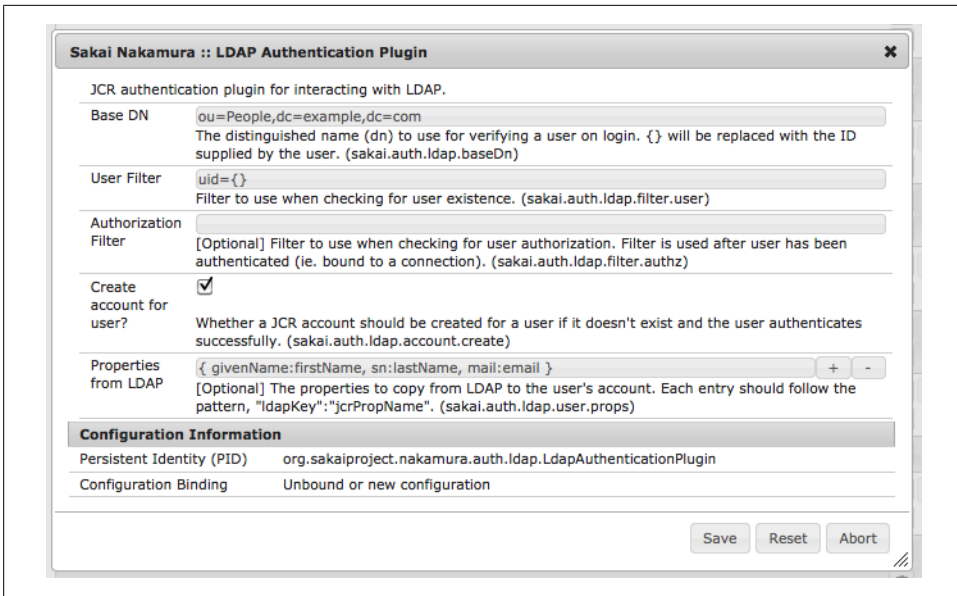 Sakai Nakamura :: LDAP Authentication Plugin
JCR authentication plugin for interacting with LDAP.
Base DN
ou=People,dc=example,dc=com
The distinguished name (dn) to use for verifying a user on login. {} will be replaced with the ID
supplied by the user. (sakai.auth.ldap.baseDn)
User Filter
uid={}
Filter to use when checking for user existence. (sakai.auth.ldap.filter.user)
Authorization
Filter
[Optional] Filter to use when checking for user authorization. Filter is used after user has been
authenticated (ie. bound to a connection). (sakai.auth.ldap.filter.authz)
Create
account for
user?
Whether a JCR account should be created for a user if it doesn't exist and the user authenticates
successfully. (sakai.auth.ldap.account.create)
Properties
from LDAP
{ givenName:firstName, sn:lastName, mail:email }
+ -
[Optional] The properties to copy from LDAP to the user's account. Each entry should follow the
pattern, "ldapKey":"jcrPropName". (sakai.auth.ldap.user.props)
Configuration Information
Persistent Identity (PID) org.sakaiproject.nakamura.auth.ldap.LdapAuthenticationPlugin
Configuration Binding Unbound or new configuration
Save Reset Abort